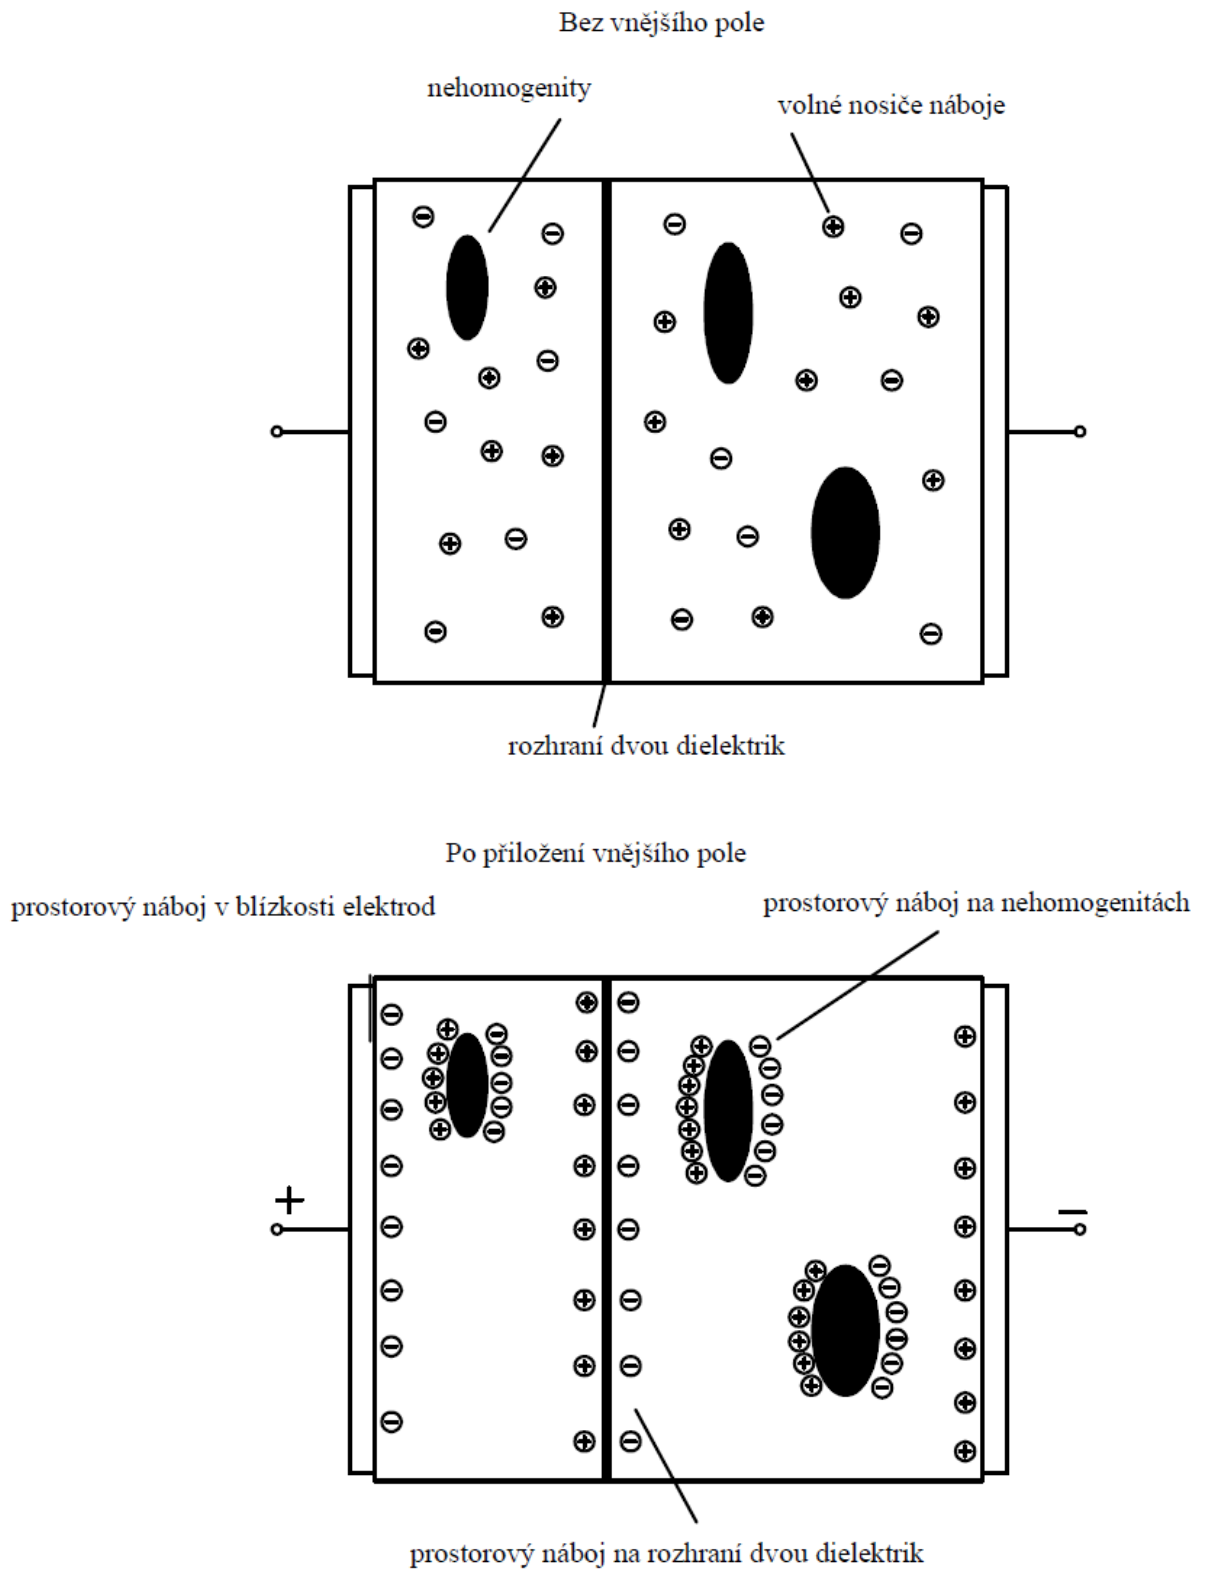 Bez vnějšího pole
nehomogenity
volné nosiče náboje
rozhraní dvou dielektrik
Po přiložení vnějšího pole
prostorový náboj v blízkosti elektrod
prostorový náboj na nehomogenitách
+
−
prostorový náboj na rozhraní dvou dielektrik